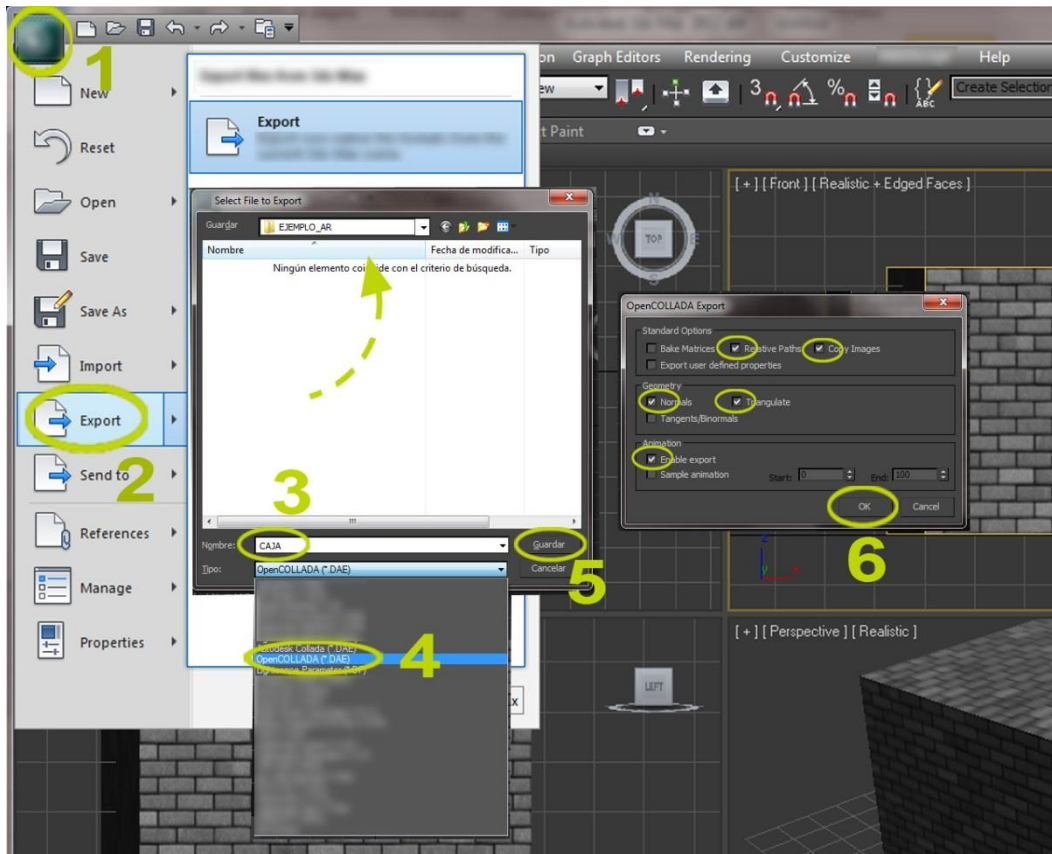 1
on Graph Editors Rendering Customize Help
ew
3
%
ABC
Create Selection
t Paint
New
Reset
Open
Save
Save As
Import
Export
2
Send to
References
Manage
Properties
Export
Select File to Export
Guardar
EJEMPLO_AR
Nombre Fecha de modifica... Tipo
Ningún elemento coincide con el criterio de búsqueda.
3
Nombre: CAJA Guardar
Tipo: OpenCOLLADA (*.DAE) Cancelar
5
Autodesk Collada (*.DAE)
OpenCOLLADA (*.DAE)
4
[ + ] [ Front ] [ Realistic + Edged Faces ]
N
W TOP E
S
OpenCOLLADA Export
Standard Options
Bake Matrices Relative Paths Copy Images
Export user defined properties
Geometry
Normals Triangulate
Tangents/Binormals
Animation
Enable export
Sample animation Start: 0 End: 100
OK Cancel
6
z
y x
[ + ] [ Perspective ] [ Realistic ]
LEFT